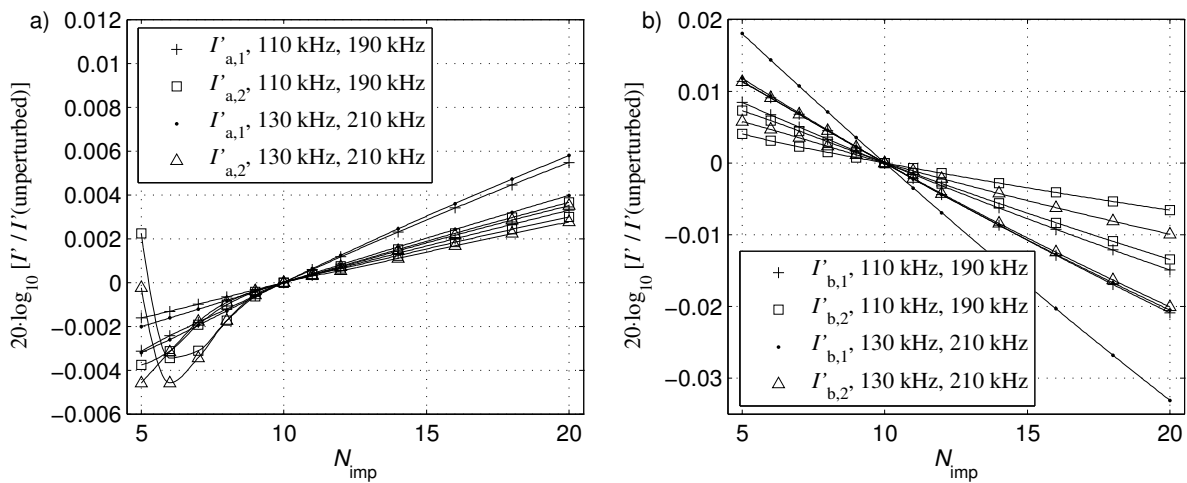 a)
0.012
0.01
0.008
0.006
0.004
0.002
0
−0.002
−0.004
−0.006
20·log10 [I' / I'(unperturbed)]
I'a,1, 110 kHz, 190 kHz
I'a,2, 110 kHz, 190 kHz
I'a,1, 130 kHz, 210 kHz
I'a,2, 130 kHz, 210 kHz
5 10 15 20
Nimp
b)
0.02
0.01
0
−0.01
−0.02
−0.03
20·log10 [I' / I'(unperturbed)]
I'b,1, 110 kHz, 190 kHz
I'b,2, 110 kHz, 190 kHz
I'b,1, 130 kHz, 210 kHz
I'b,2, 130 kHz, 210 kHz
5 10 15 20
Nimp